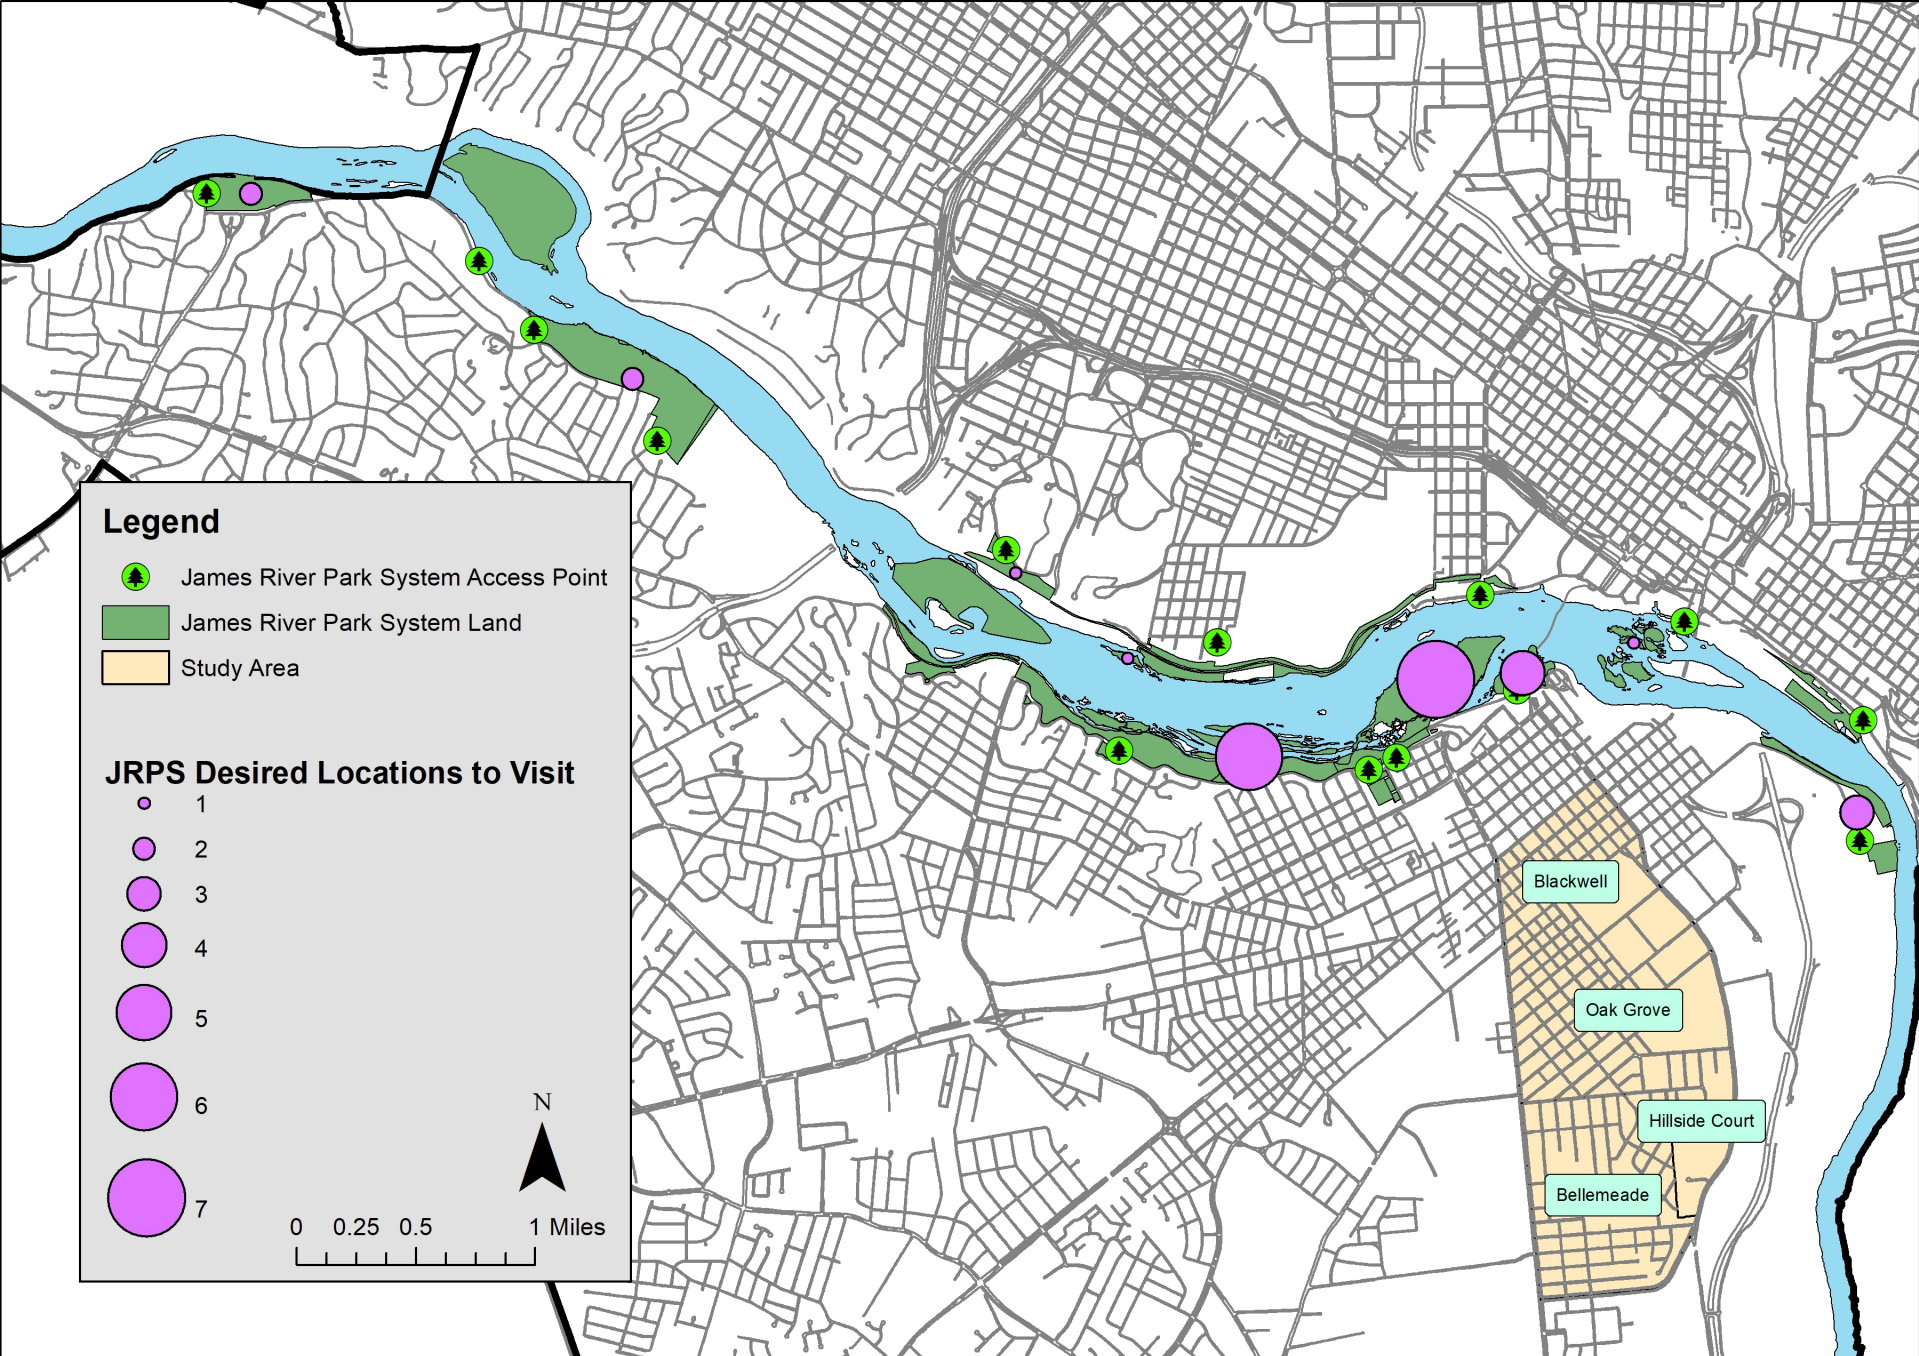 Legend
James River Park System Access Point
James River Park System Land
Study Area
JRPS Desired Locations to Visit
1
2
3
4
5
6
7
N
0 0.25 0.5 1 Miles
Blackwell
Oak Grove
Hillside Court
Bellemeade